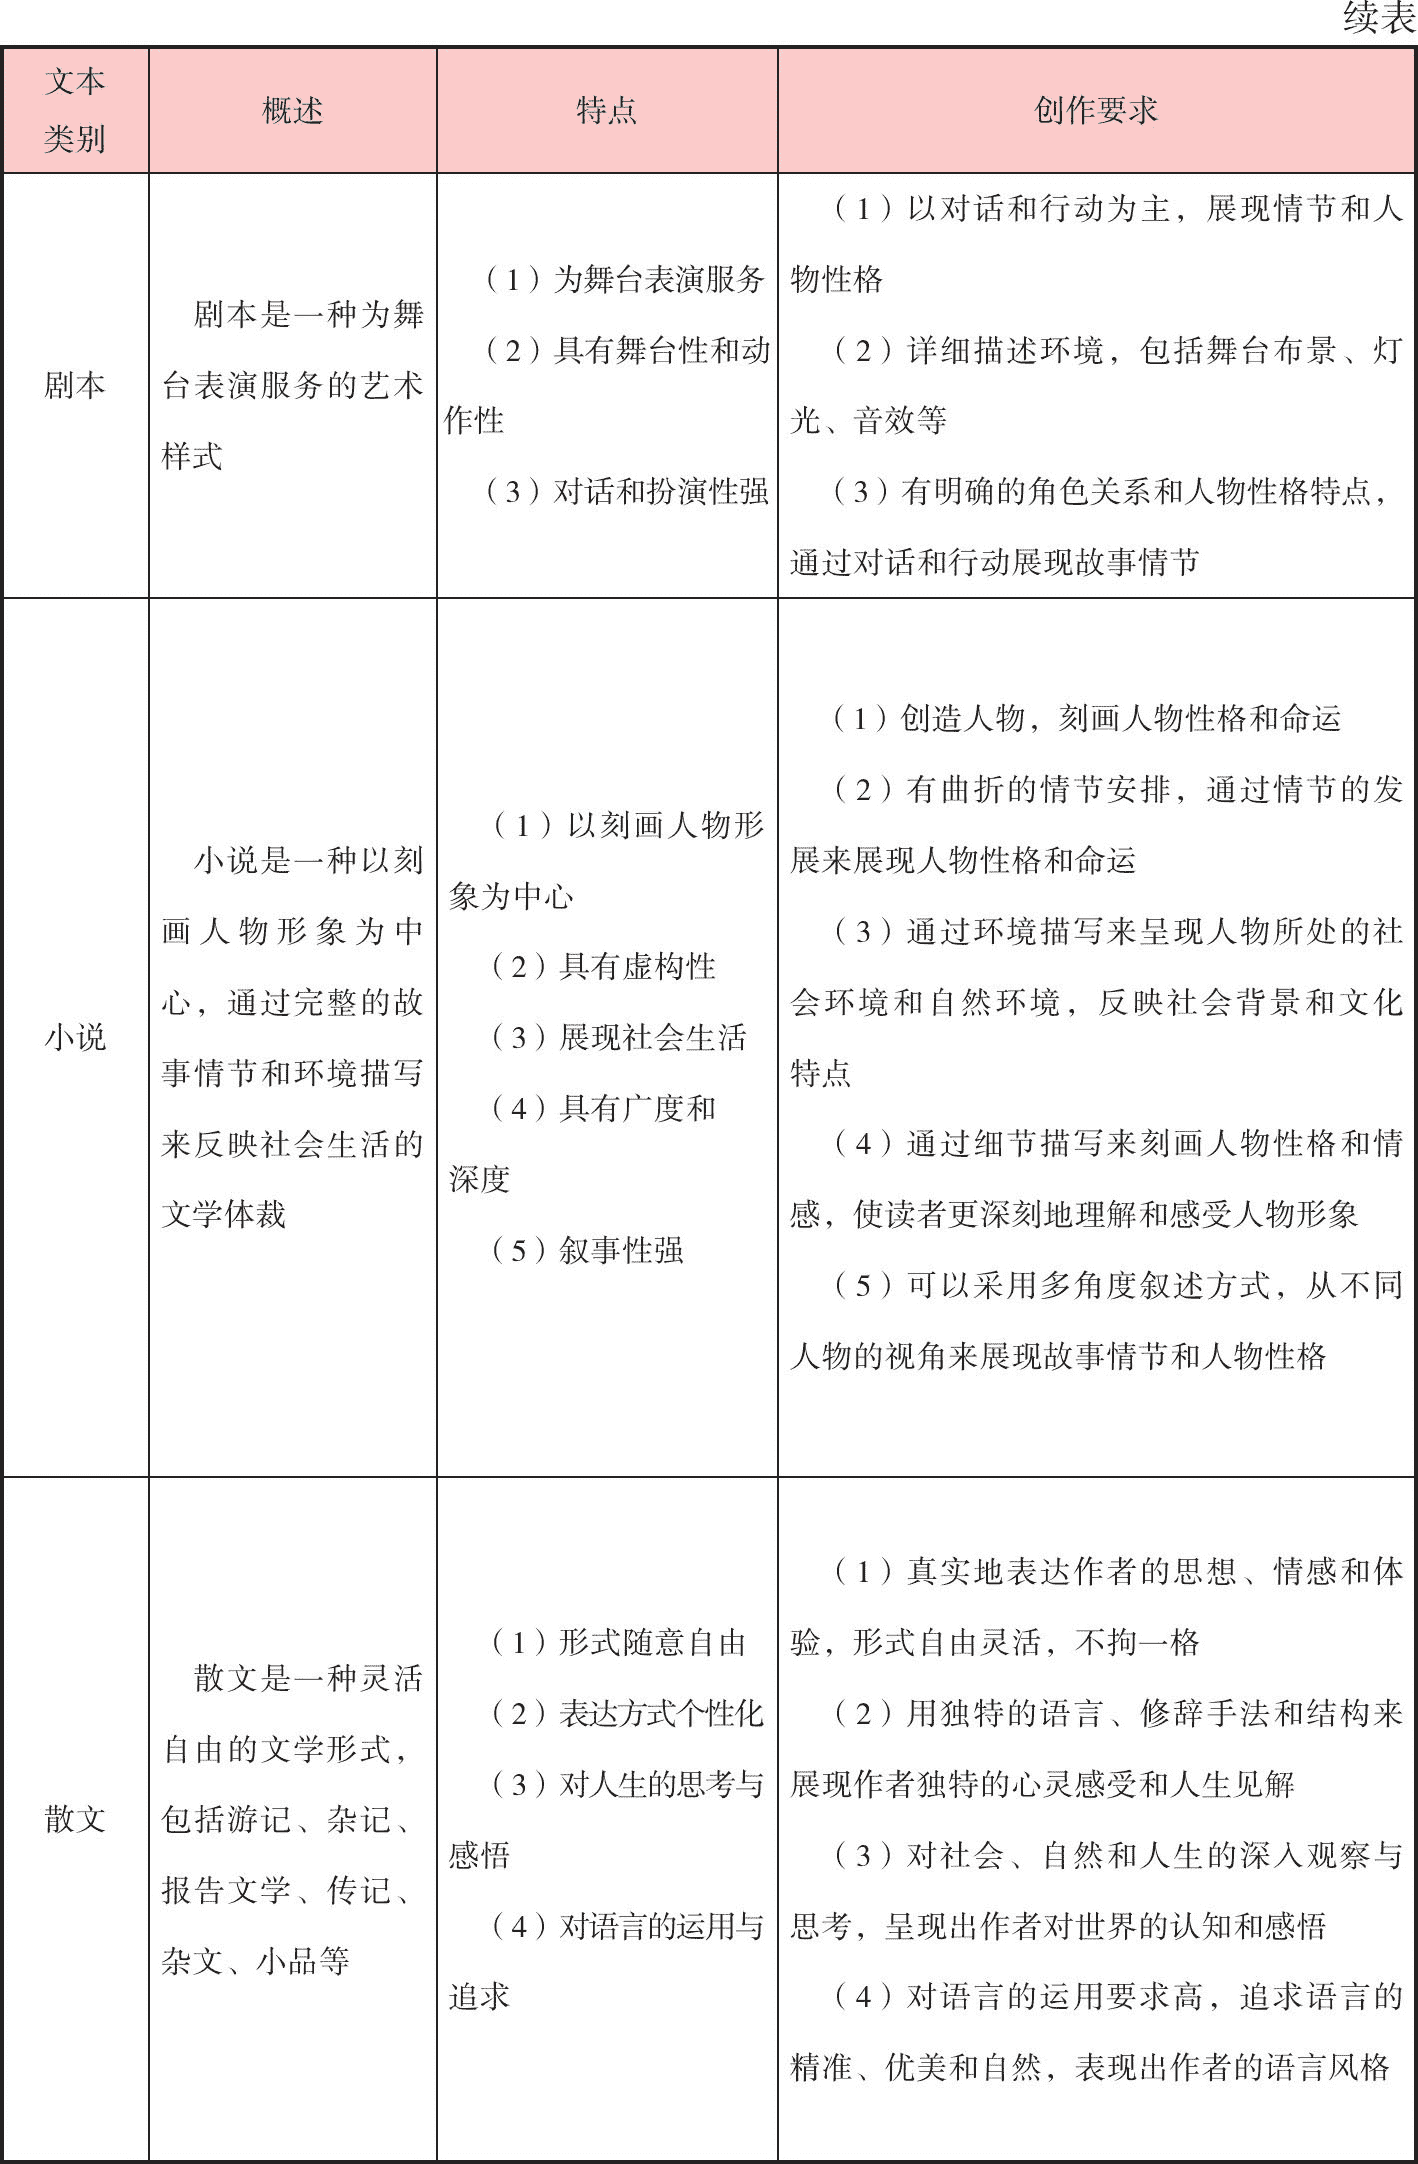 续表
文本
类别
概述
特点
创作要求
剧本
剧本是一种为舞
台表演服务的艺术
样式
（1）为舞台表演服务
（2）具有舞台性和动
作性
（3）对话和扮演性强
（1）以对话和行动为主，展现情节和人
物性格
（2）详细描述环境，包括舞台布景、灯
光、音效等
（3）有明确的角色关系和人物性格特点，
通过对话和行动展现故事情节
小说
小说是一种以刻
画人物形象为中
心，通过完整的故
事情节和环境描写
来反映社会生活的
文学体裁
（1）以刻画人物形
象为中心
（2）具有虚构性
（3）展现社会生活
（4）具有广度和
深度
（5）叙事性强
（1）创造人物，刻画人物性格和命运
（2）有曲折的情节安排，通过情节的发
展来展现人物性格和命运
（3）通过环境描写来呈现人物所处的社
会环境和自然环境，反映社会背景和文化
特点
（4）通过细节描写来刻画人物性格和情
感，使读者更深刻地理解和感受人物形象
（5）可以采用多角度叙述方式，从不同
人物的视角来展现故事情节和人物性格
散文
散文是一种灵活
自由的文学形式，
包括游记、杂记、
报告文学、传记、
杂文、小品等
（1）形式随意自由
（2）表达方式个性化
（3）对人生的思考与
感悟
（4）对语言的运用与
追求
（1）真实地表达作者的思想、情感和体
验，形式自由灵活，不拘一格
（2）用独特的语言、修辞手法和结构来
展现作者独特的心灵感受和人生见解
（3）对社会、自然和人生的深入观察与
思考，呈现出作者对世界的认知和感悟
（4）对语言的运用要求高，追求语言的
精准、优美和自然，表现出作者的语言风格